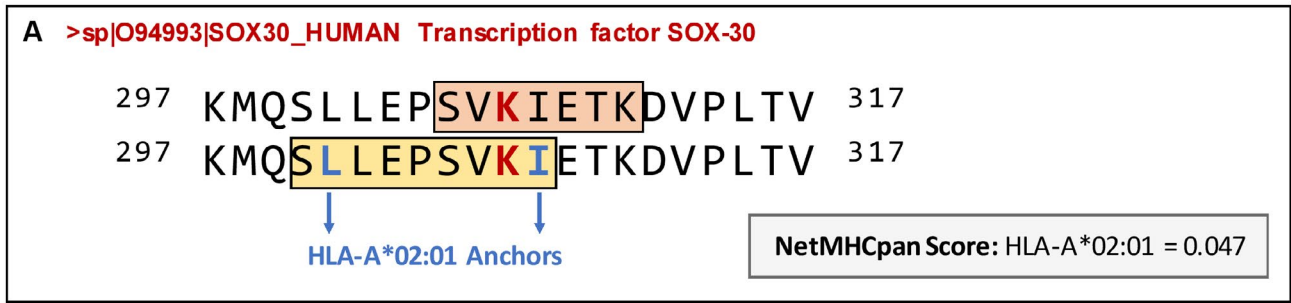 A >sp|O94993|SOX30_HUMAN Transcription factor SOX-30
297 KMQSLLEPSVKIETKDVPLTV 317
297 KMQSLLEPSVKIETKDVPLTV 317
HLA-A*02:01 Anchors
NetMHCpan Score: HLA-A*02:01 = 0.047